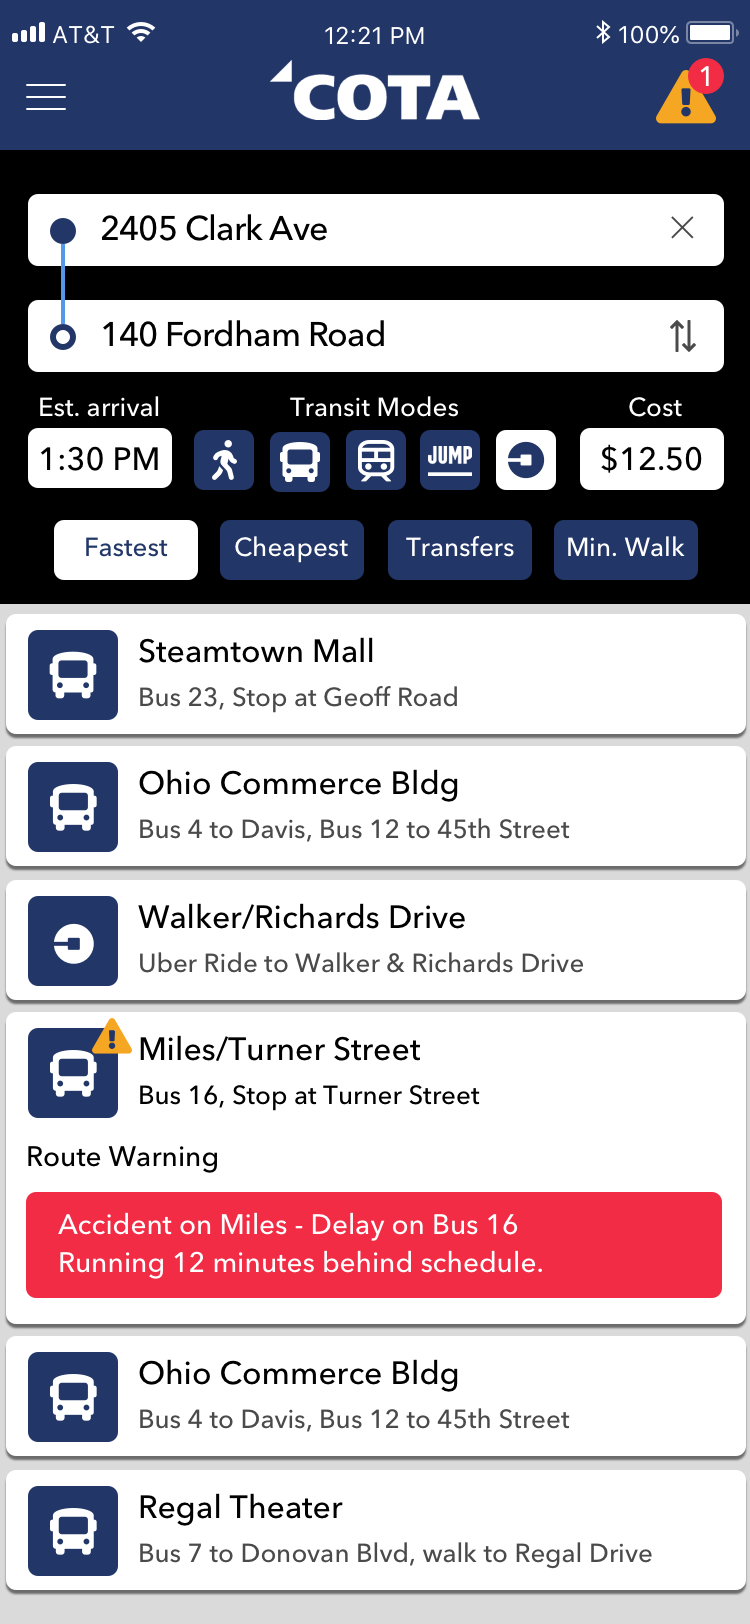 AT&T 12:21 PM 100%
COTA 1
2405 Clark Ave
140 Fordham Road
Est. arrival Transit Modes Cost
1:30 PM JUMP $12.50
Fastest Cheapest Transfers Min. Walk
Steamtown Mall
Bus 23, Stop at Geoff Road
Ohio Commerce Bldg
Bus 4 to Davis, Bus 12 to 45th Street
Walker/Richards Drive
Uber Ride to Walker & Richards Drive
Miles/Turner Street
Bus 16, Stop at Turner Street
Route Warning
Accident on Miles - Delay on Bus 16
Running 12 minutes behind schedule.
Ohio Commerce Bldg
Bus 4 to Davis, Bus 12 to 45th Street
Regal Theater
Bus 7 to Donovan Blvd, walk to Regal Drive